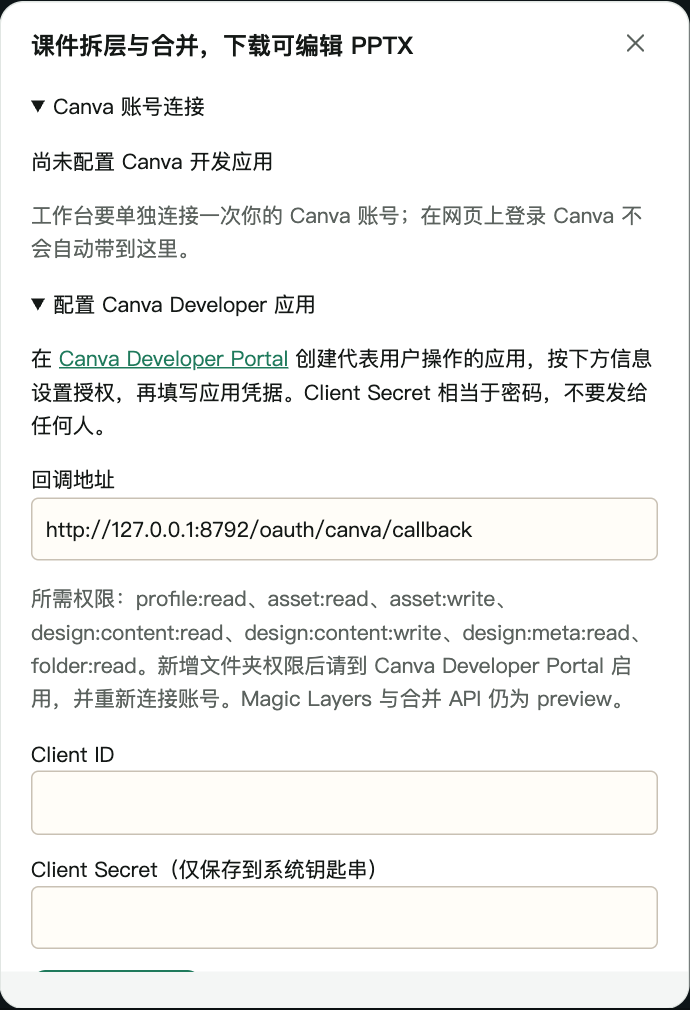 课件拆层与合并，下载可编辑 PPTX
▼ Canva 账号连接
尚未配置 Canva 开发应用
工作台要单独连接一次你的 Canva 账号；在网页上登录 Canva 不
会自动带到这里。
▼ 配置 Canva Developer 应用
在 Canva Developer Portal 创建代表用户操作的应用，按下方信息
设置授权，再填写应用凭据。Client Secret 相当于密码，不要发给
任何人。
回调地址
http://127.0.0.1:8792/oauth/canva/callback
所需权限：profile:read、asset:read、asset:write、
design:content:read、design:content:write、design:meta:read、
folder:read。新增文件夹权限后请到 Canva Developer Portal 启
用，并重新连接账号。Magic Layers 与合并 API 仍为 preview。
Client ID
Client Secret（仅保存到系统钥匙串）